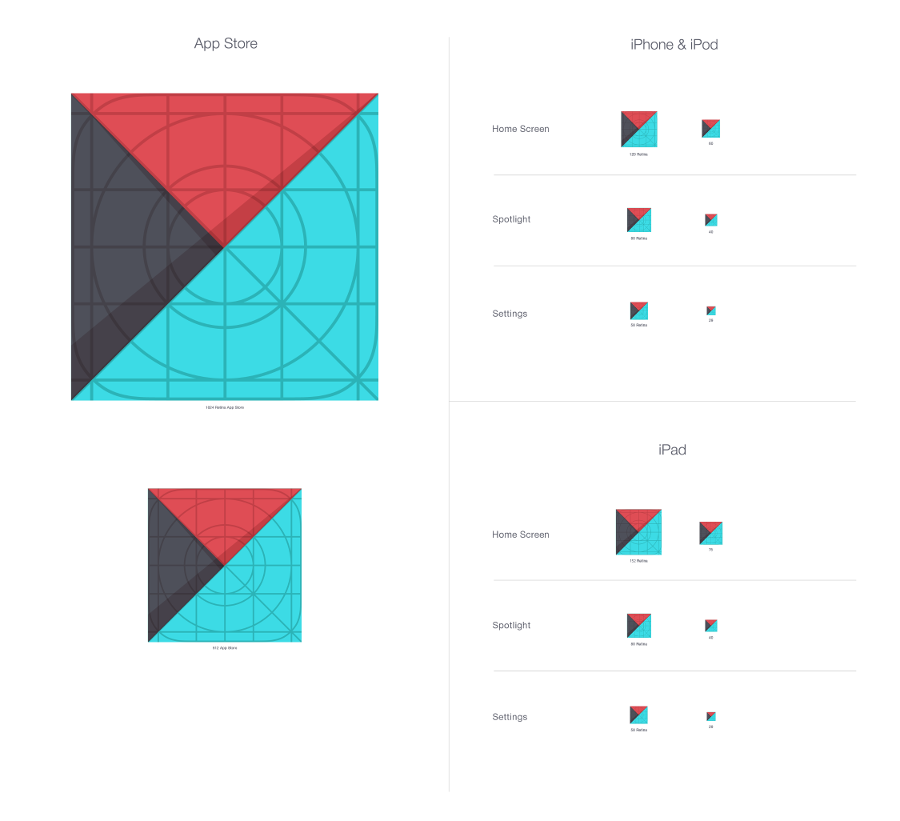 App Store
1024 Retina App Store
512 App Store
iPhone & iPod
Home Screen
120 Retina
60
Spotlight
80 Retina
40
Settings
58 Retina
29
iPad
Home Screen
152 Retina
76
Spotlight
80 Retina
40
Settings
58 Retina
29